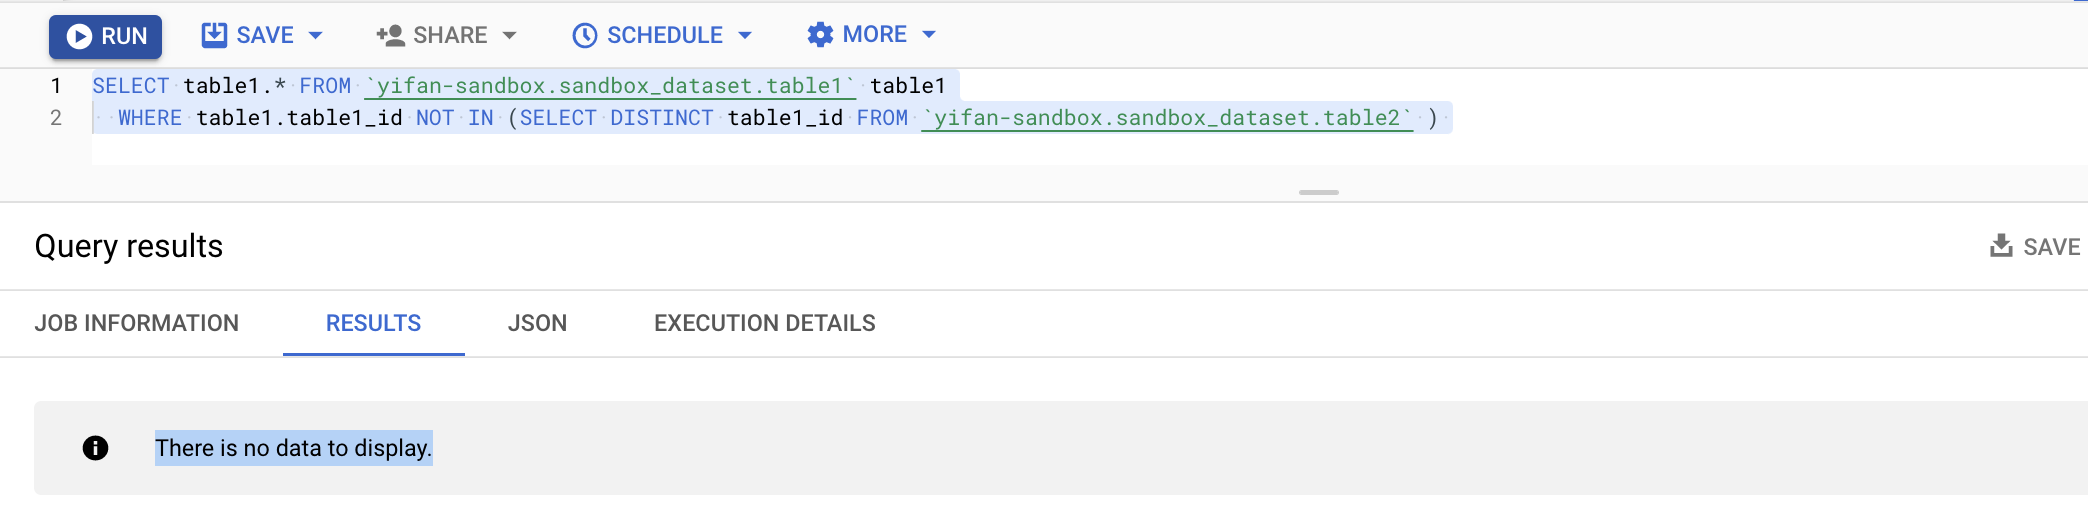 RUN SAVE SHARE SCHEDULE MORE
1 SELECT table1.* FROM `yifan-sandbox.sandbox_dataset.table1` table1
2 WHERE table1.table1_id NOT IN (SELECT DISTINCT table1_id FROM `yifan-sandbox.sandbox_dataset.table2` )
Query results SAVE
JOB INFORMATION RESULTS JSON EXECUTION DETAILS
There is no data to display.